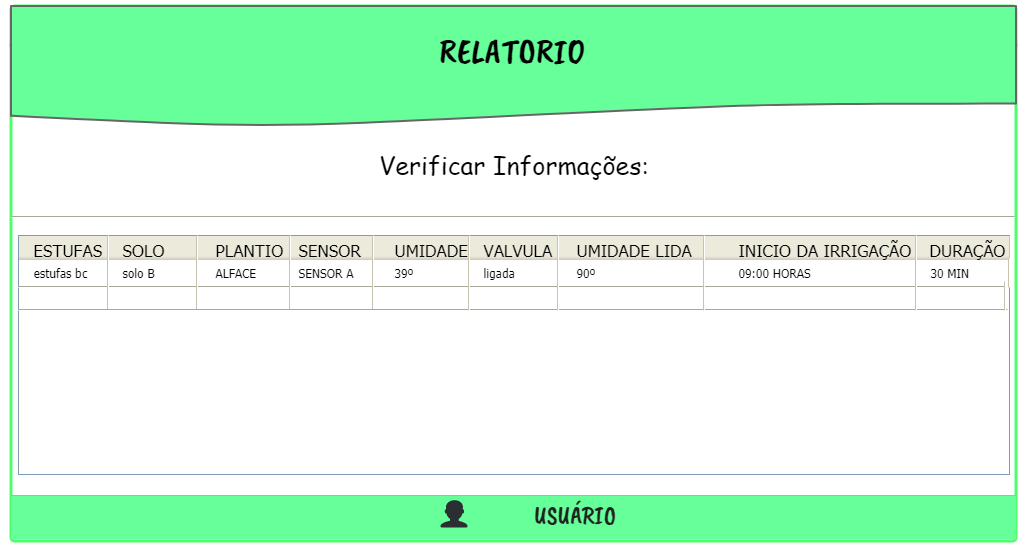 RELATORIO
Verificar Informações:
ESTUFAS SOLO PLANTIO SENSOR UMIDADE VALVULA UMIDADE LIDA INICIO DA IRRIGAÇÃO DURAÇÃO
estufas bc solo B ALFACE SENSOR A 39º ligada 90º 09:00 HORAS 30 MIN
USUÁRIO